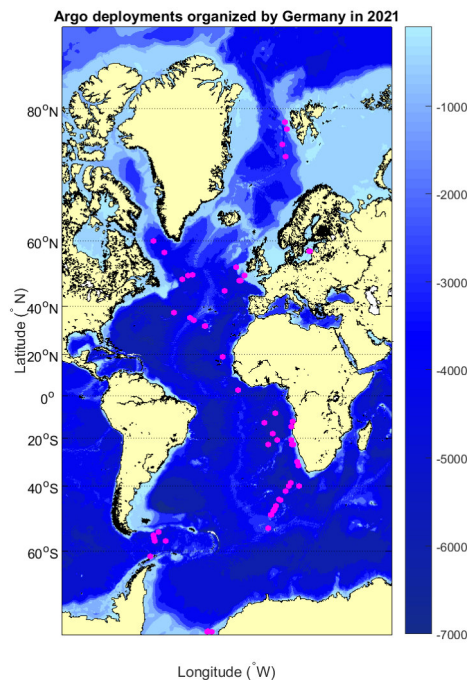 Argo deployments organized by Germany in 2021
80°N
60°N
40°N
20°N
0°
20°S
40°S
60°S
Latitude (° N)
Longitude (°W)
-1000
-2000
-3000
-4000
-5000
-6000
-7000